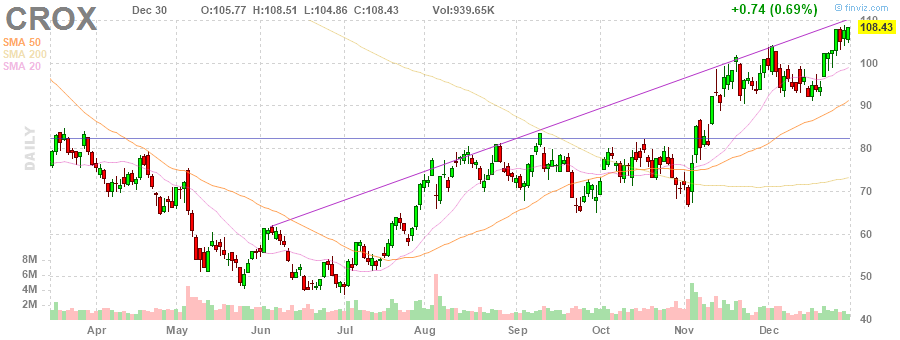 CROX Dec 30 O:105.77 H:108.51 L:104.86 C:108.43 Vol:939.65K +0.74 (0.69%) © finviz.com
SMA 50
SMA 200
SMA 20
DAILY
110
108.43
100
90
80
70
60
50
40
8M
6M
4M
2M
Apr May Jun Jul Aug Sep Oct Nov Dec